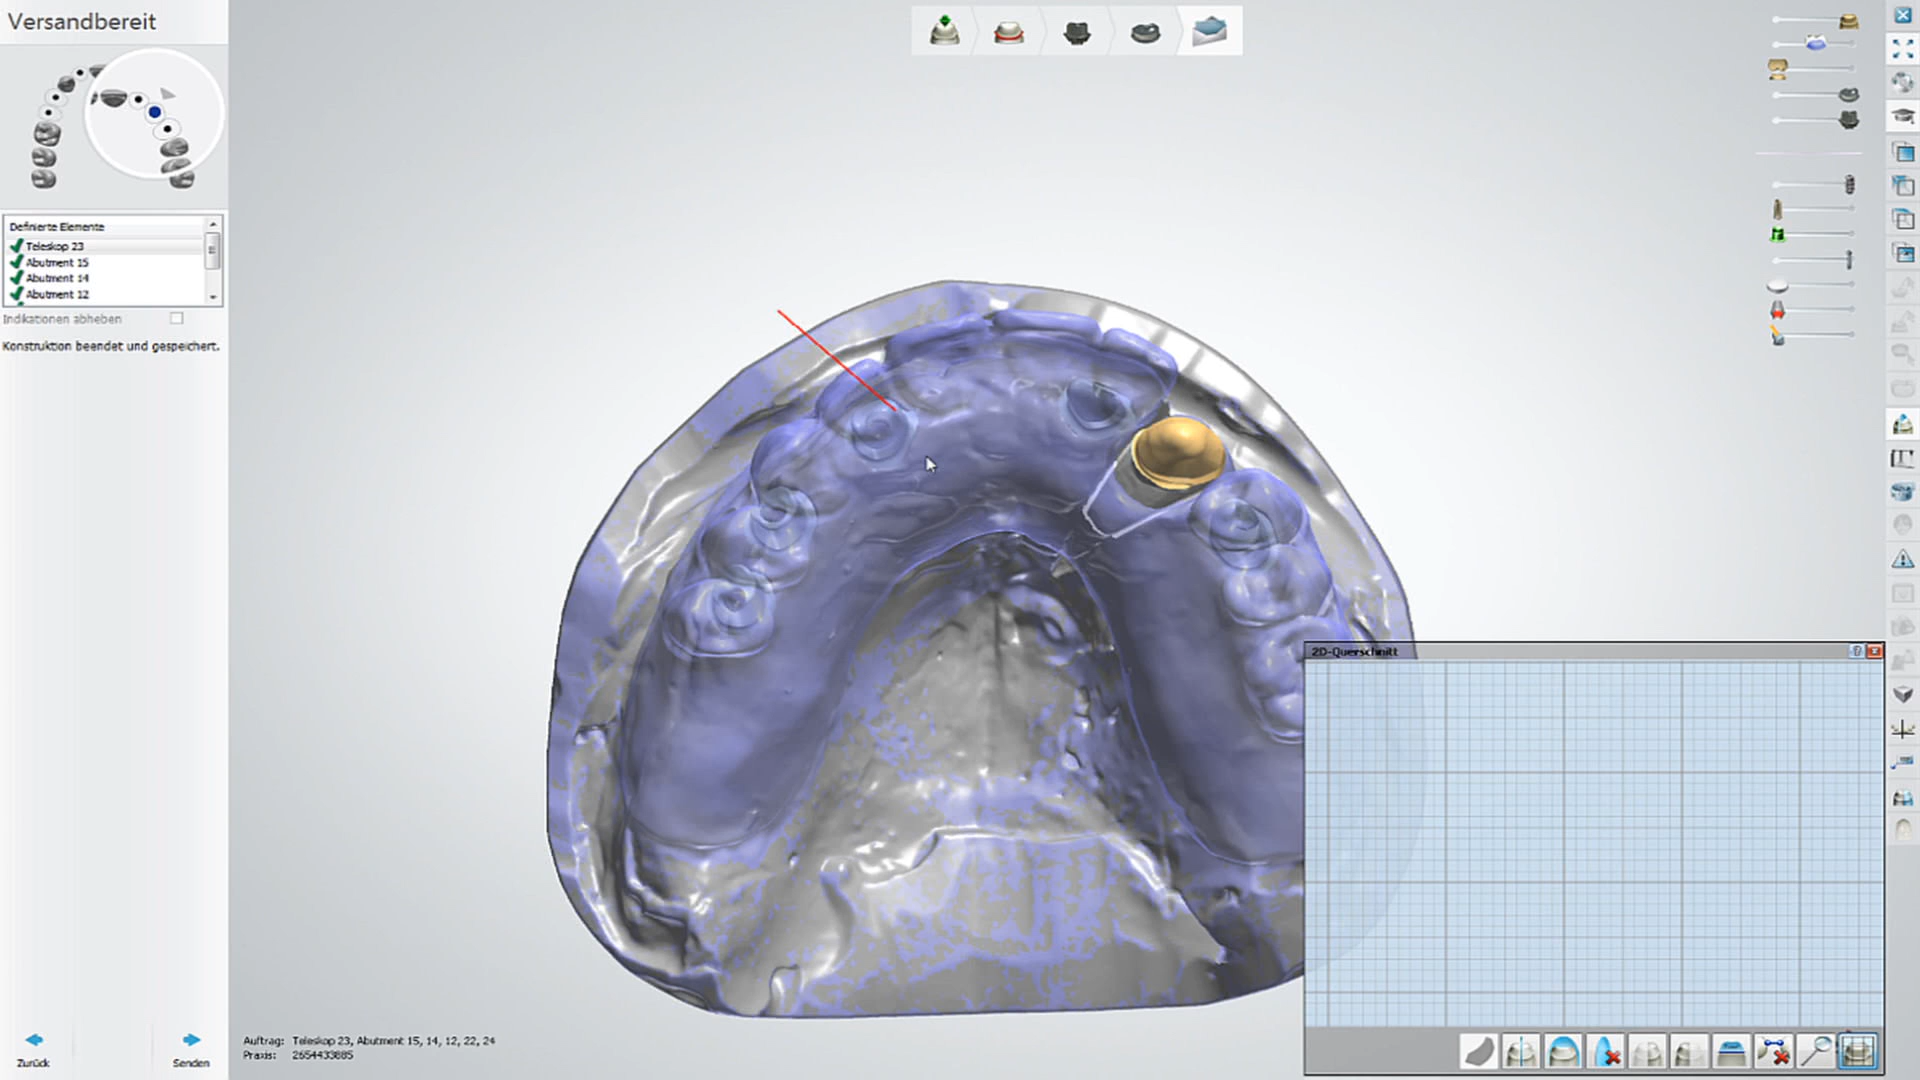 Versandbereit
Definierte Elemente
Teleskop 23
Abutment 15
Abutment 14
Abutment 12
Indikationen abheben
Konstruktion beendet und gespeichert.
2D-Querschnitt
Zurück
Senden
Auftrag: Teleskop 23, Abutment 15, 14, 12, 22, 24
Praxis: 2654433885